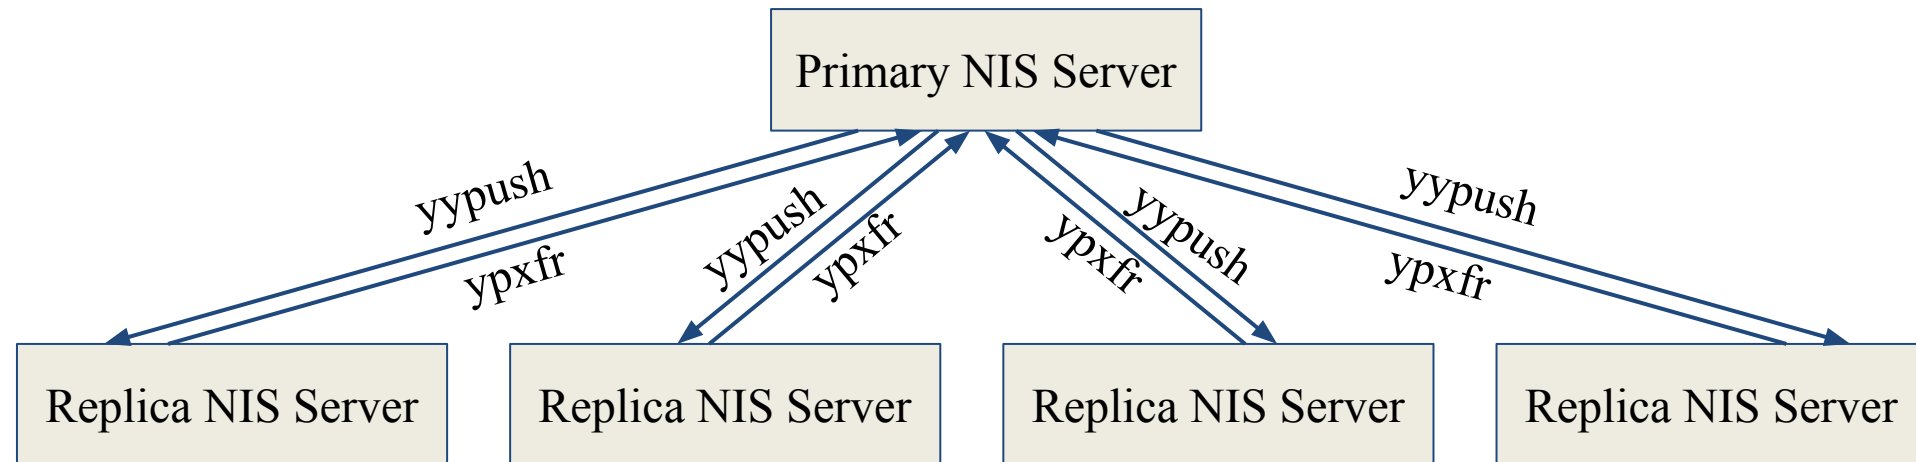 Primary NIS Server
yypush
ypxfr
yypush
ypxfr
ypxfr
yypush
yypush
ypxfr
Replica NIS Server
Replica NIS Server
Replica NIS Server
Replica NIS Server